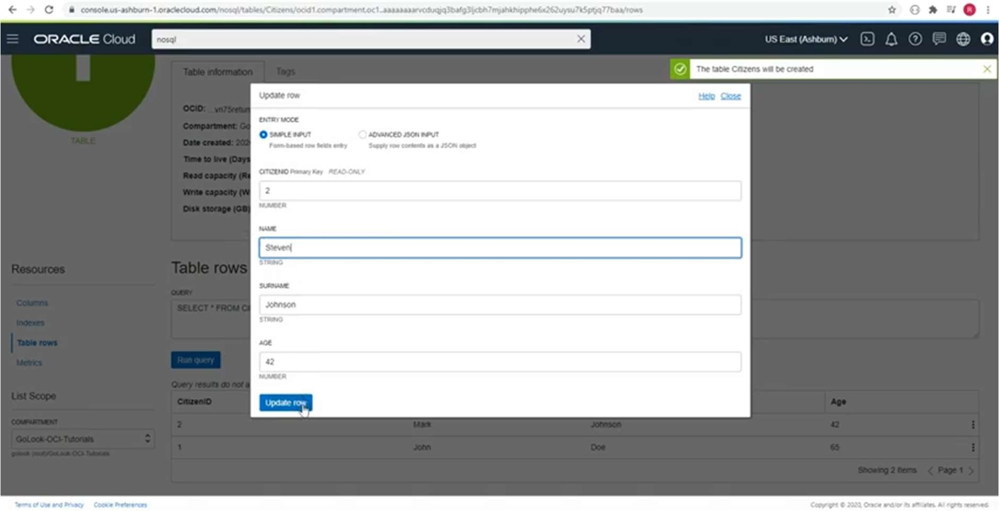 console.us-ashburn-1.oraclecloud.com/nosql/tables/Citizens/ocid1.compartment.oc1..aaaaaaaarvcduqjq3bafg3ljcbh7mjahkhipphe6x262uysu7k5ptjq77baa/rows
R
ORACLE Cloud
nosql
US East (Ashburn)
Table information
Tags
The table Citizens will be created
TABLE
OCID: ...vn75retun
Compartment: Go
Date created: 202
Time to live (Days
Read capacity (Re
Write capacity (W
Disk storage (GB)
Update row
Help Close
ENTRY MODE
SIMPLE INPUT
Form-based row fields entry
ADVANCED JSON INPUT
Supply row contents as a JSON object
CITIZENID Primary Key READ-ONLY
2
NUMBER
NAME
Steven
STRING
SURNAME
Johnson
STRING
AGE
42
NUMBER
Update row
Resources
Columns
Indexes
Table rows
Metrics
List Scope
COMPARTMENT
GoLook-OCI-Tutorials
golook (root)/GoLook-OCI-Tutorials
Table rows
QUERY
SELECT * FROM Ci
Run query
Query results do not a
CitizenID Age
2 Mark Johnson 42
1 John Doe 65
Showing 2 Items < Page 1 >
Terms of Use and Privacy Cookie Preferences
Copyright © 2020, Oracle and/or its affiliates. All rights reserved.